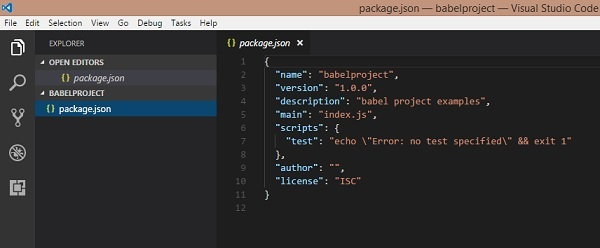 package.json — babelproject — Visual Studio Code
File Edit Selection View Go Debug Tasks Help
EXPLORER
OPEN EDITORS
{} package.json
BABELPROJECT
{} package.json
{} package.json ×
1 {
2 "name": "babelproject",
3 "version": "1.0.0",
4 "description": "babel project examples",
5 "main": "index.js",
6 "scripts": {
7 "test": "echo \"Error: no test specified\" && exit 1"
8 },
9 "author": "",
10 "license": "ISC"
11 }
12